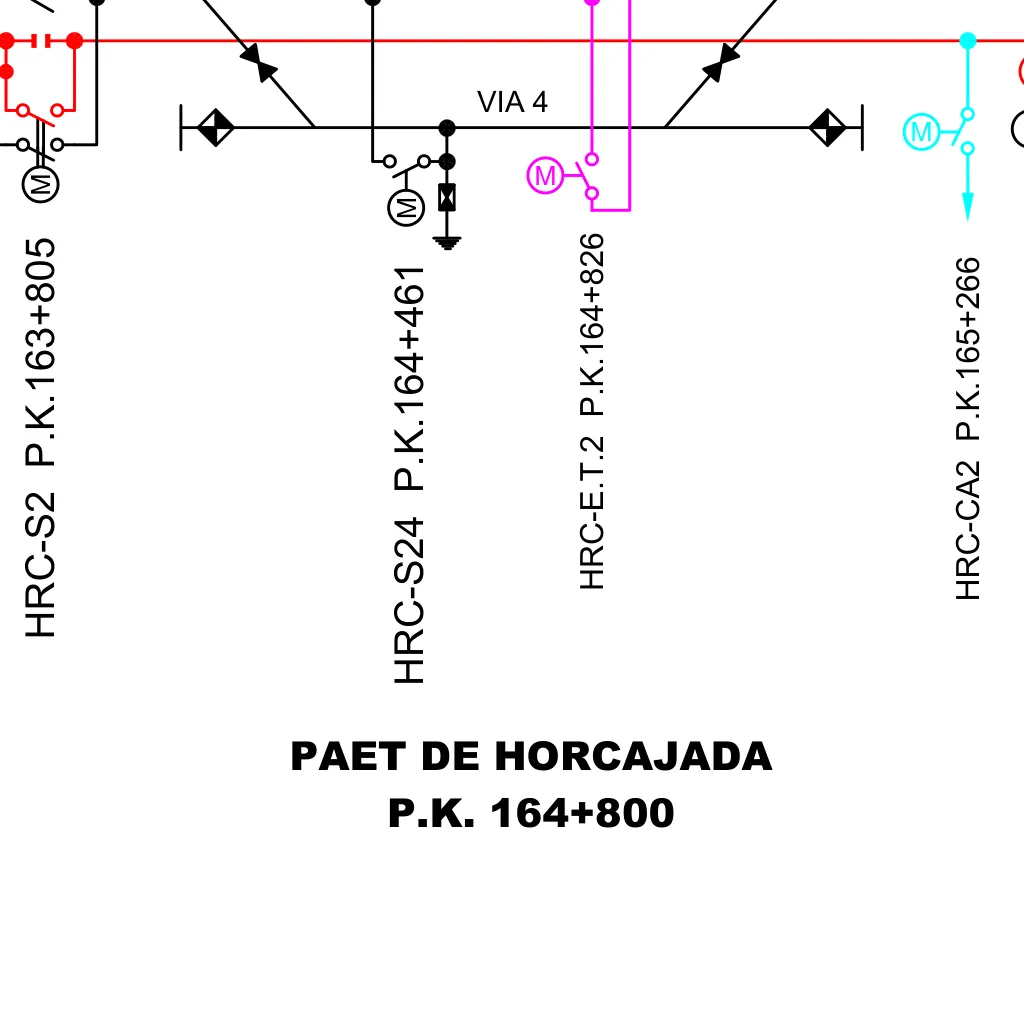 VIA 4
M
M
M
M
HRC-S2 P.K.163+805
HRC-S24 P.K.164+461
HRC-E.T.2 P.K.164+826
HRC-CA2 P.K.165+266
PAET DE HORCAJADA
P.K. 164+800